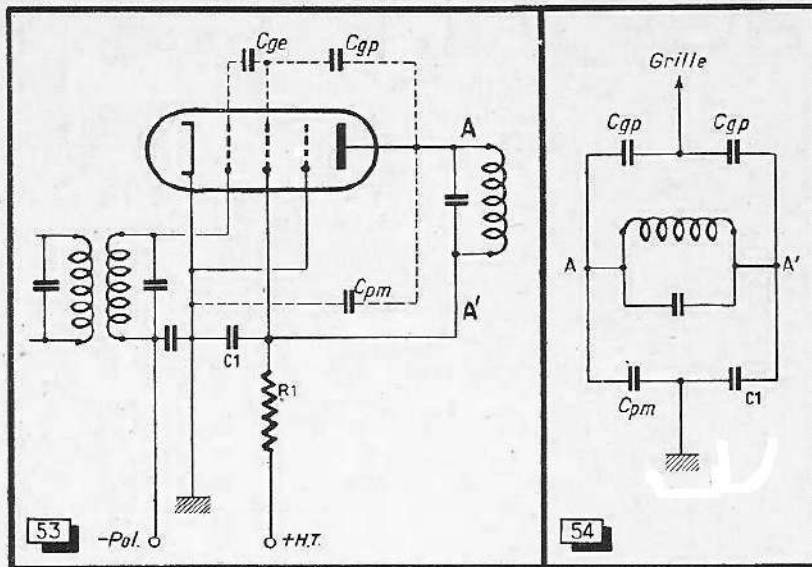 Cge
Cgp
A
Cpm
A'
C1
R1
53
-Pol.
+H.T.
Grille
Cgp
Cgp
A
A'
Cpm
C1
54